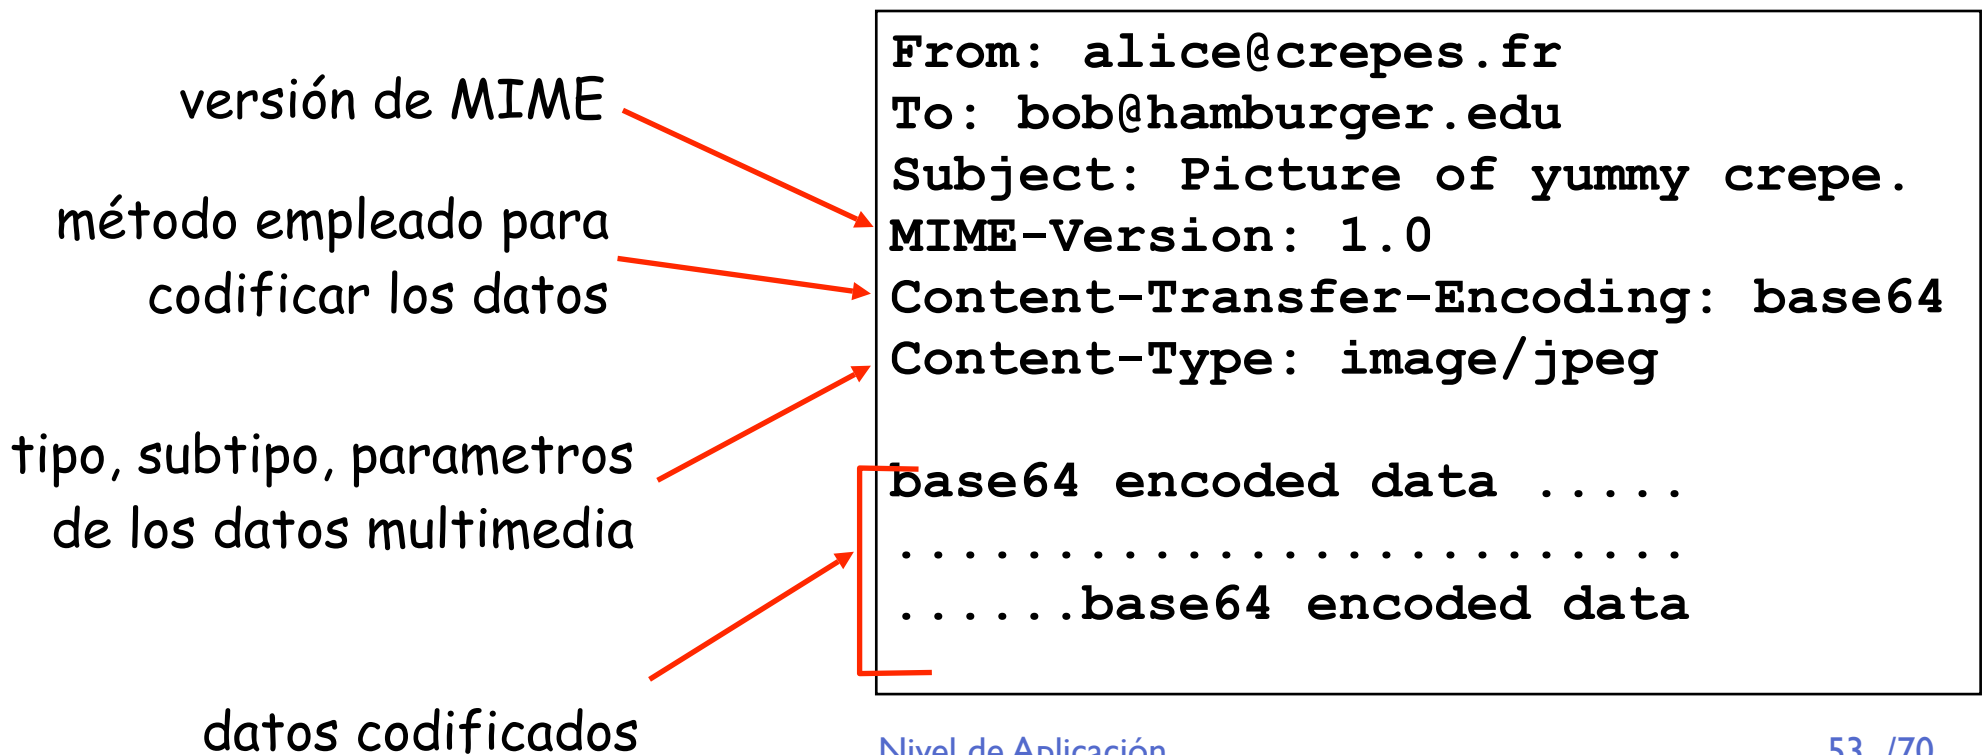 versión de MIME
método empleado para
codificar los datos
tipo, subtipo, parametros
de los datos multimedia
datos codificados
From: alice@crepes.fr
To: bob@hamburger.edu
Subject: Picture of yummy crepe.
MIME-Version: 1.0
Content-Transfer-Encoding: base64
Content-Type: image/jpeg
base64 encoded data .....
.........................
......base64 encoded data
Nivel de Aplicación
53 /70